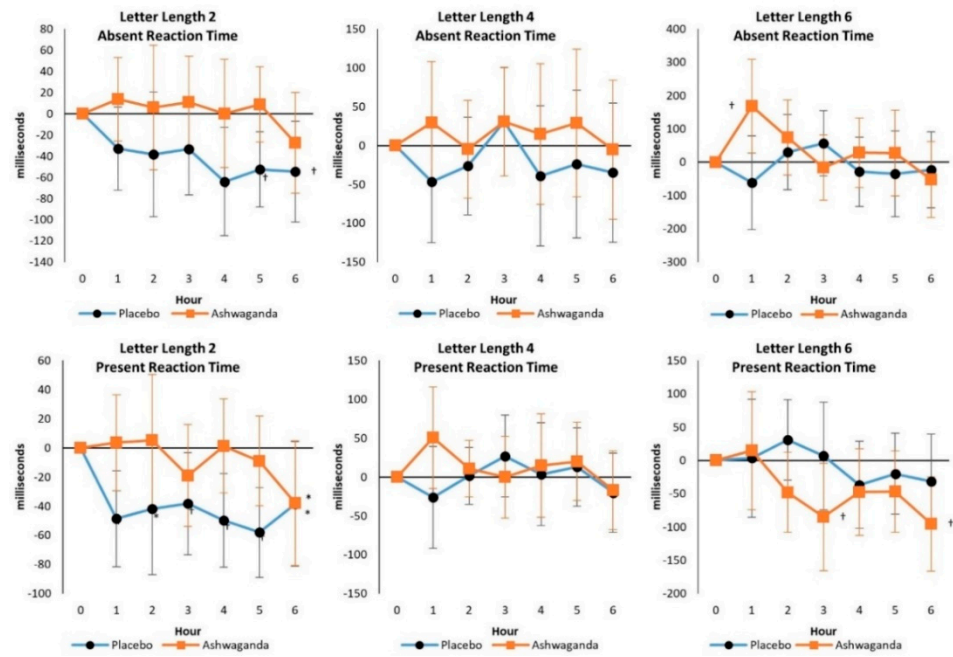 Letter Length 2
Absent Reaction Time
80
60
40
20
0
-20
-40
-60
-80
-100
-120
-140
milliseconds
†
†
0 1 2 3 4 5 6
Hour
Placebo Ashwaganda
Letter Length 4
Absent Reaction Time
150
100
50
0
-50
-100
-150
milliseconds
0 1 2 3 4 5 6
Hour
Placebo Ashwaganda
Letter Length 6
Absent Reaction Time
400
300
200
100
0
-100
-200
-300
milliseconds
†
0 1 2 3 4 5 6
Hour
Placebo Ashwaganda
Letter Length 2
Present Reaction Time
60
40
20
0
-20
-40
-60
-80
-100
milliseconds
*
†
†
†
*
*
0 1 2 3 4 5 6
Hour
Placebo Ashwaganda
Letter Length 4
Present Reaction Time
150
100
50
0
-50
-100
-150
milliseconds
0 1 2 3 4 5 6
Hour
Placebo Ashwaganda
Letter Length 6
Present Reaction Time
150
100
50
0
-50
-100
-150
-200
milliseconds
†
†
0 1 2 3 4 5 6
Hour
Placebo Ashwaganda